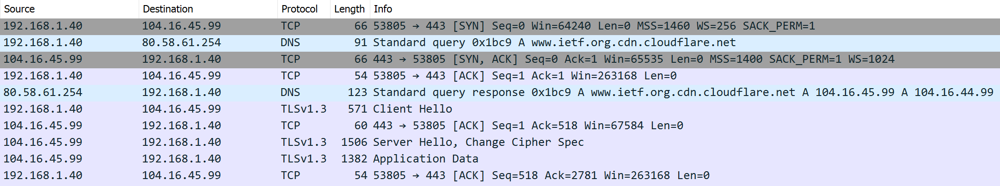 Source Destination Protocol Length Info
192.168.1.40 104.16.45.99 TCP 66 53805 → 443 [SYN] Seq=0 Win=64240 Len=0 MSS=1460 WS=256 SACK_PERM=1
192.168.1.40 80.58.61.254 DNS 91 Standard query 0x1bc9 A www.ietf.org.cdn.cloudflare.net
104.16.45.99 192.168.1.40 TCP 66 443 → 53805 [SYN, ACK] Seq=0 Ack=1 Win=65535 Len=0 MSS=1400 SACK_PERM=1 WS=1024
192.168.1.40 104.16.45.99 TCP 54 53805 → 443 [ACK] Seq=1 Ack=1 Win=263168 Len=0
80.58.61.254 192.168.1.40 DNS 123 Standard query response 0x1bc9 A www.ietf.org.cdn.cloudflare.net A 104.16.45.99 A 104.16.44.99
192.168.1.40 104.16.45.99 TLSv1.3 571 Client Hello
104.16.45.99 192.168.1.40 TCP 60 443 → 53805 [ACK] Seq=1 Ack=518 Win=67584 Len=0
104.16.45.99 192.168.1.40 TLSv1.3 1506 Server Hello, Change Cipher Spec
104.16.45.99 192.168.1.40 TLSv1.3 1382 Application Data
192.168.1.40 104.16.45.99 TCP 54 53805 → 443 [ACK] Seq=518 Ack=2781 Win=263168 Len=0